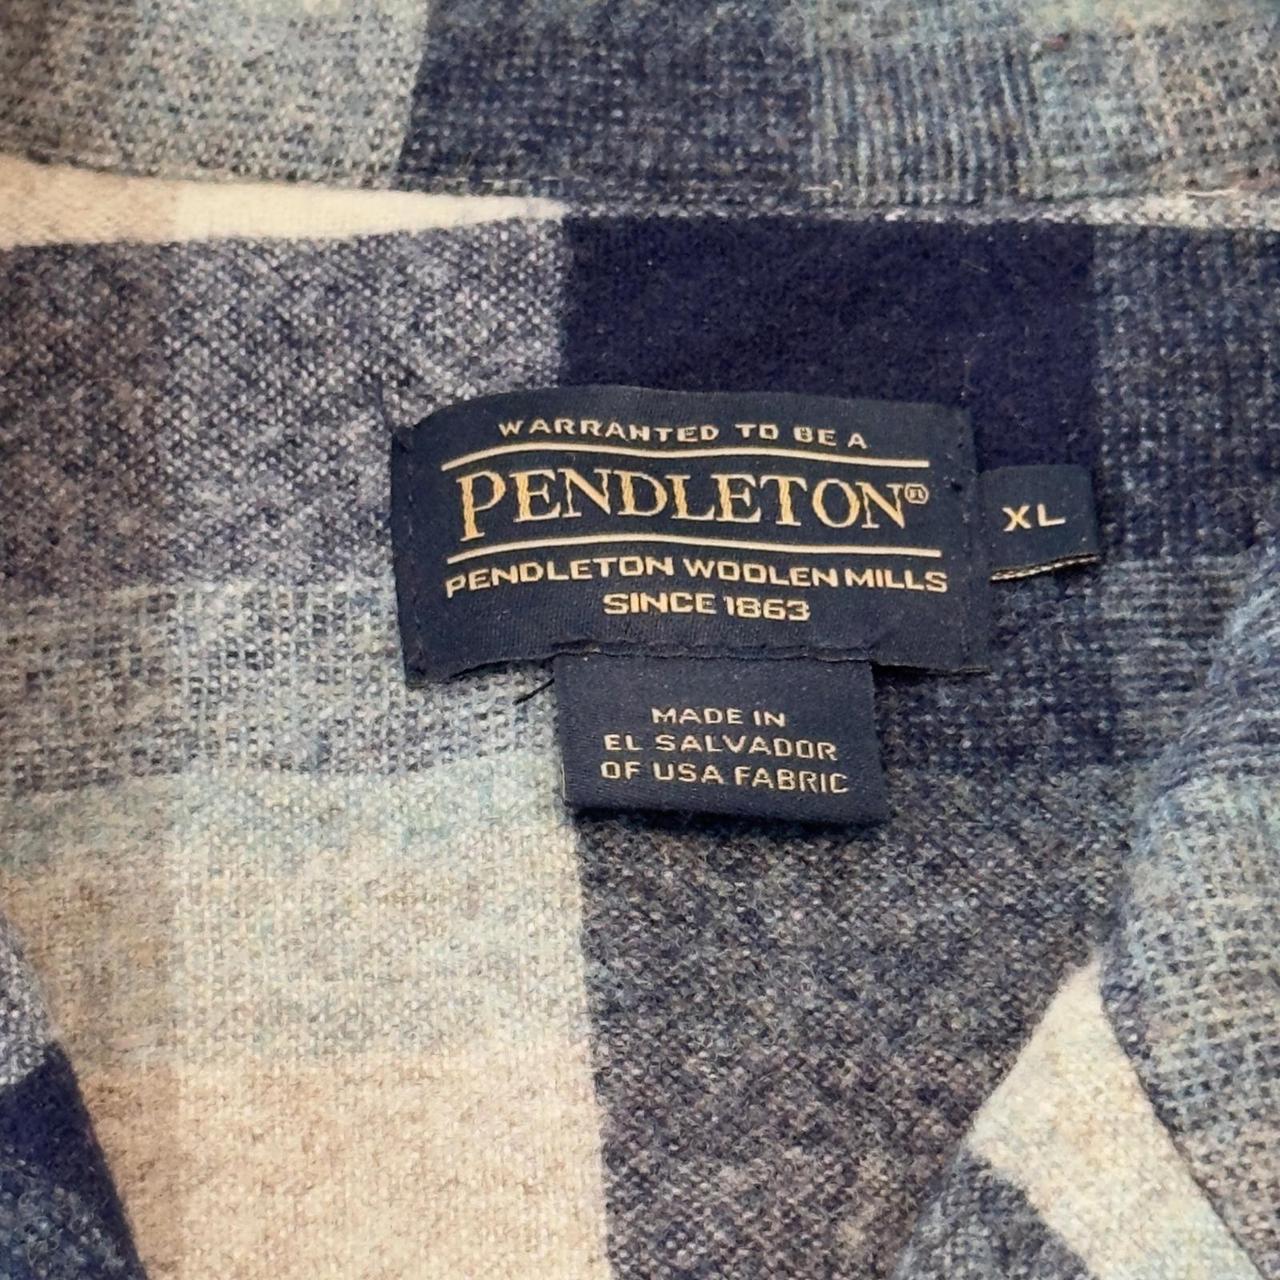 WARRANTED TO BE A
PENDLETON®
PENDLETON WOOLEN MILLS
SINCE 1863
XL
MADE IN
EL SALVADOR
OF USA FABRIC